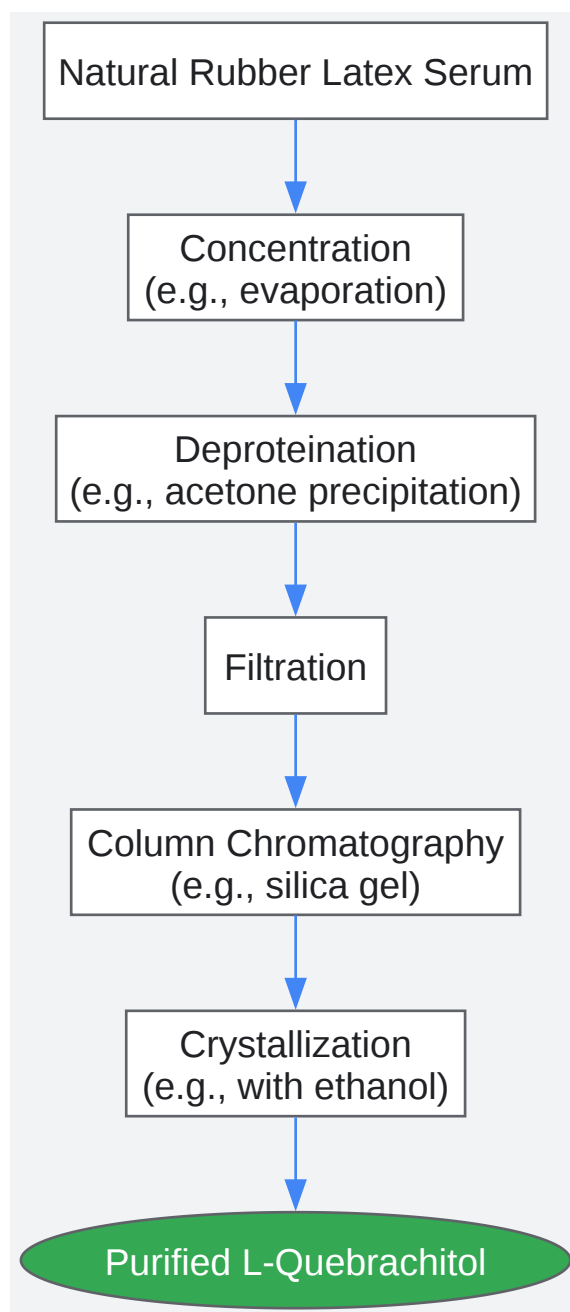 Natural Rubber Latex Serum
Concentration
(e.g., evaporation)
Deproteination
(e.g., acetone precipitation)
Filtration
Column Chromatography
(e.g., silica gel)
Crystallization
(e.g., with ethanol)
Purified L-Quebrachitol